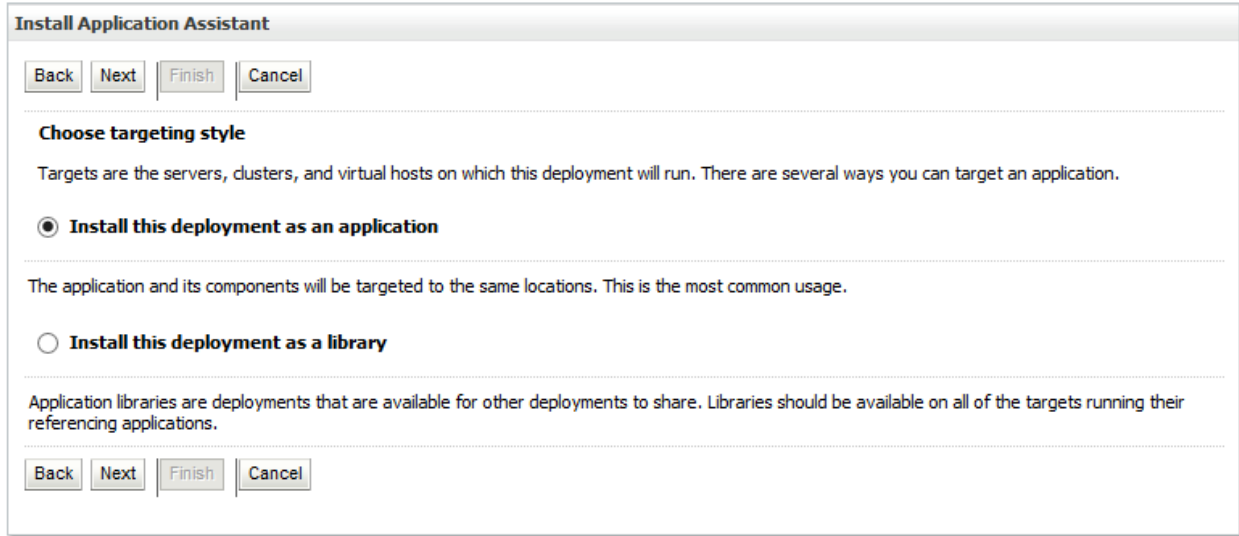 Install Application Assistant
Back Next Finish Cancel
Choose targeting style
Targets are the servers, clusters, and virtual hosts on which this deployment will run. There are several ways you can target an application.
Install this deployment as an application
The application and its components will be targeted to the same locations. This is the most common usage.
Install this deployment as a library
Application libraries are deployments that are available for other deployments to share. Libraries should be available on all of the targets running their
referencing applications.
Back Next Finish Cancel